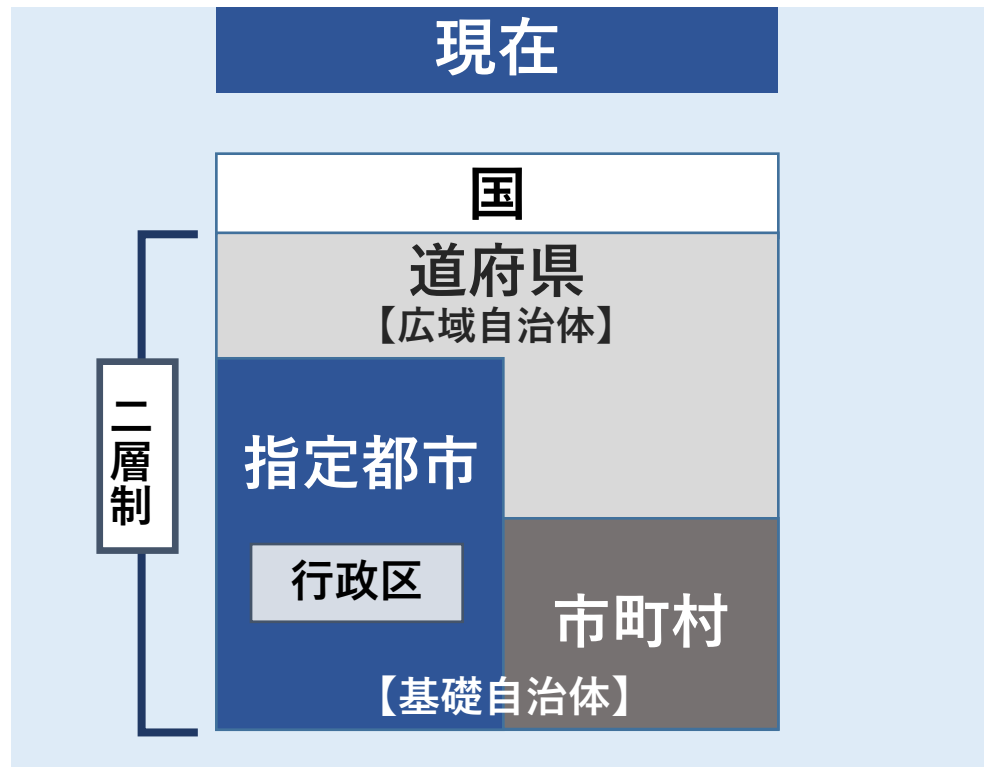 現在
国
道府県
【広域自治体】
二層制
指定都市
行政区
市町村
【基礎自治体】